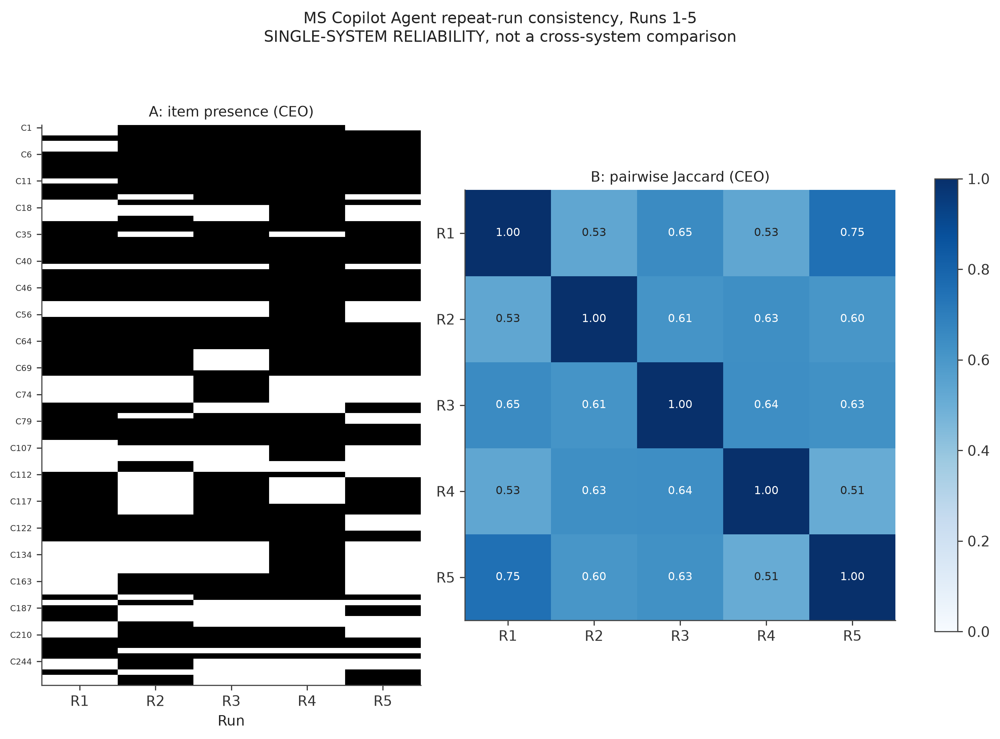 MS Copilot Agent repeat-run consistency, Runs 1-5
SINGLE-SYSTEM RELIABILITY, not a cross-system comparison
A: item presence (CEO)
C1
C6
C11
C18
C35
C40
C46
C56
C64
C69
C74
C79
C107
C112
C117
C122
C134
C163
C187
C210
C244
R1 R2 R3 R4 R5
Run
B: pairwise Jaccard (CEO)
R1 1.00 0.53 0.65 0.53 0.75
R2 0.53 1.00 0.61 0.63 0.60
R3 0.65 0.61 1.00 0.64 0.63
R4 0.53 0.63 0.64 1.00 0.51
R5 0.75 0.60 0.63 0.51 1.00
R1 R2 R3 R4 R5
1.0
0.8
0.6
0.4
0.2
0.0